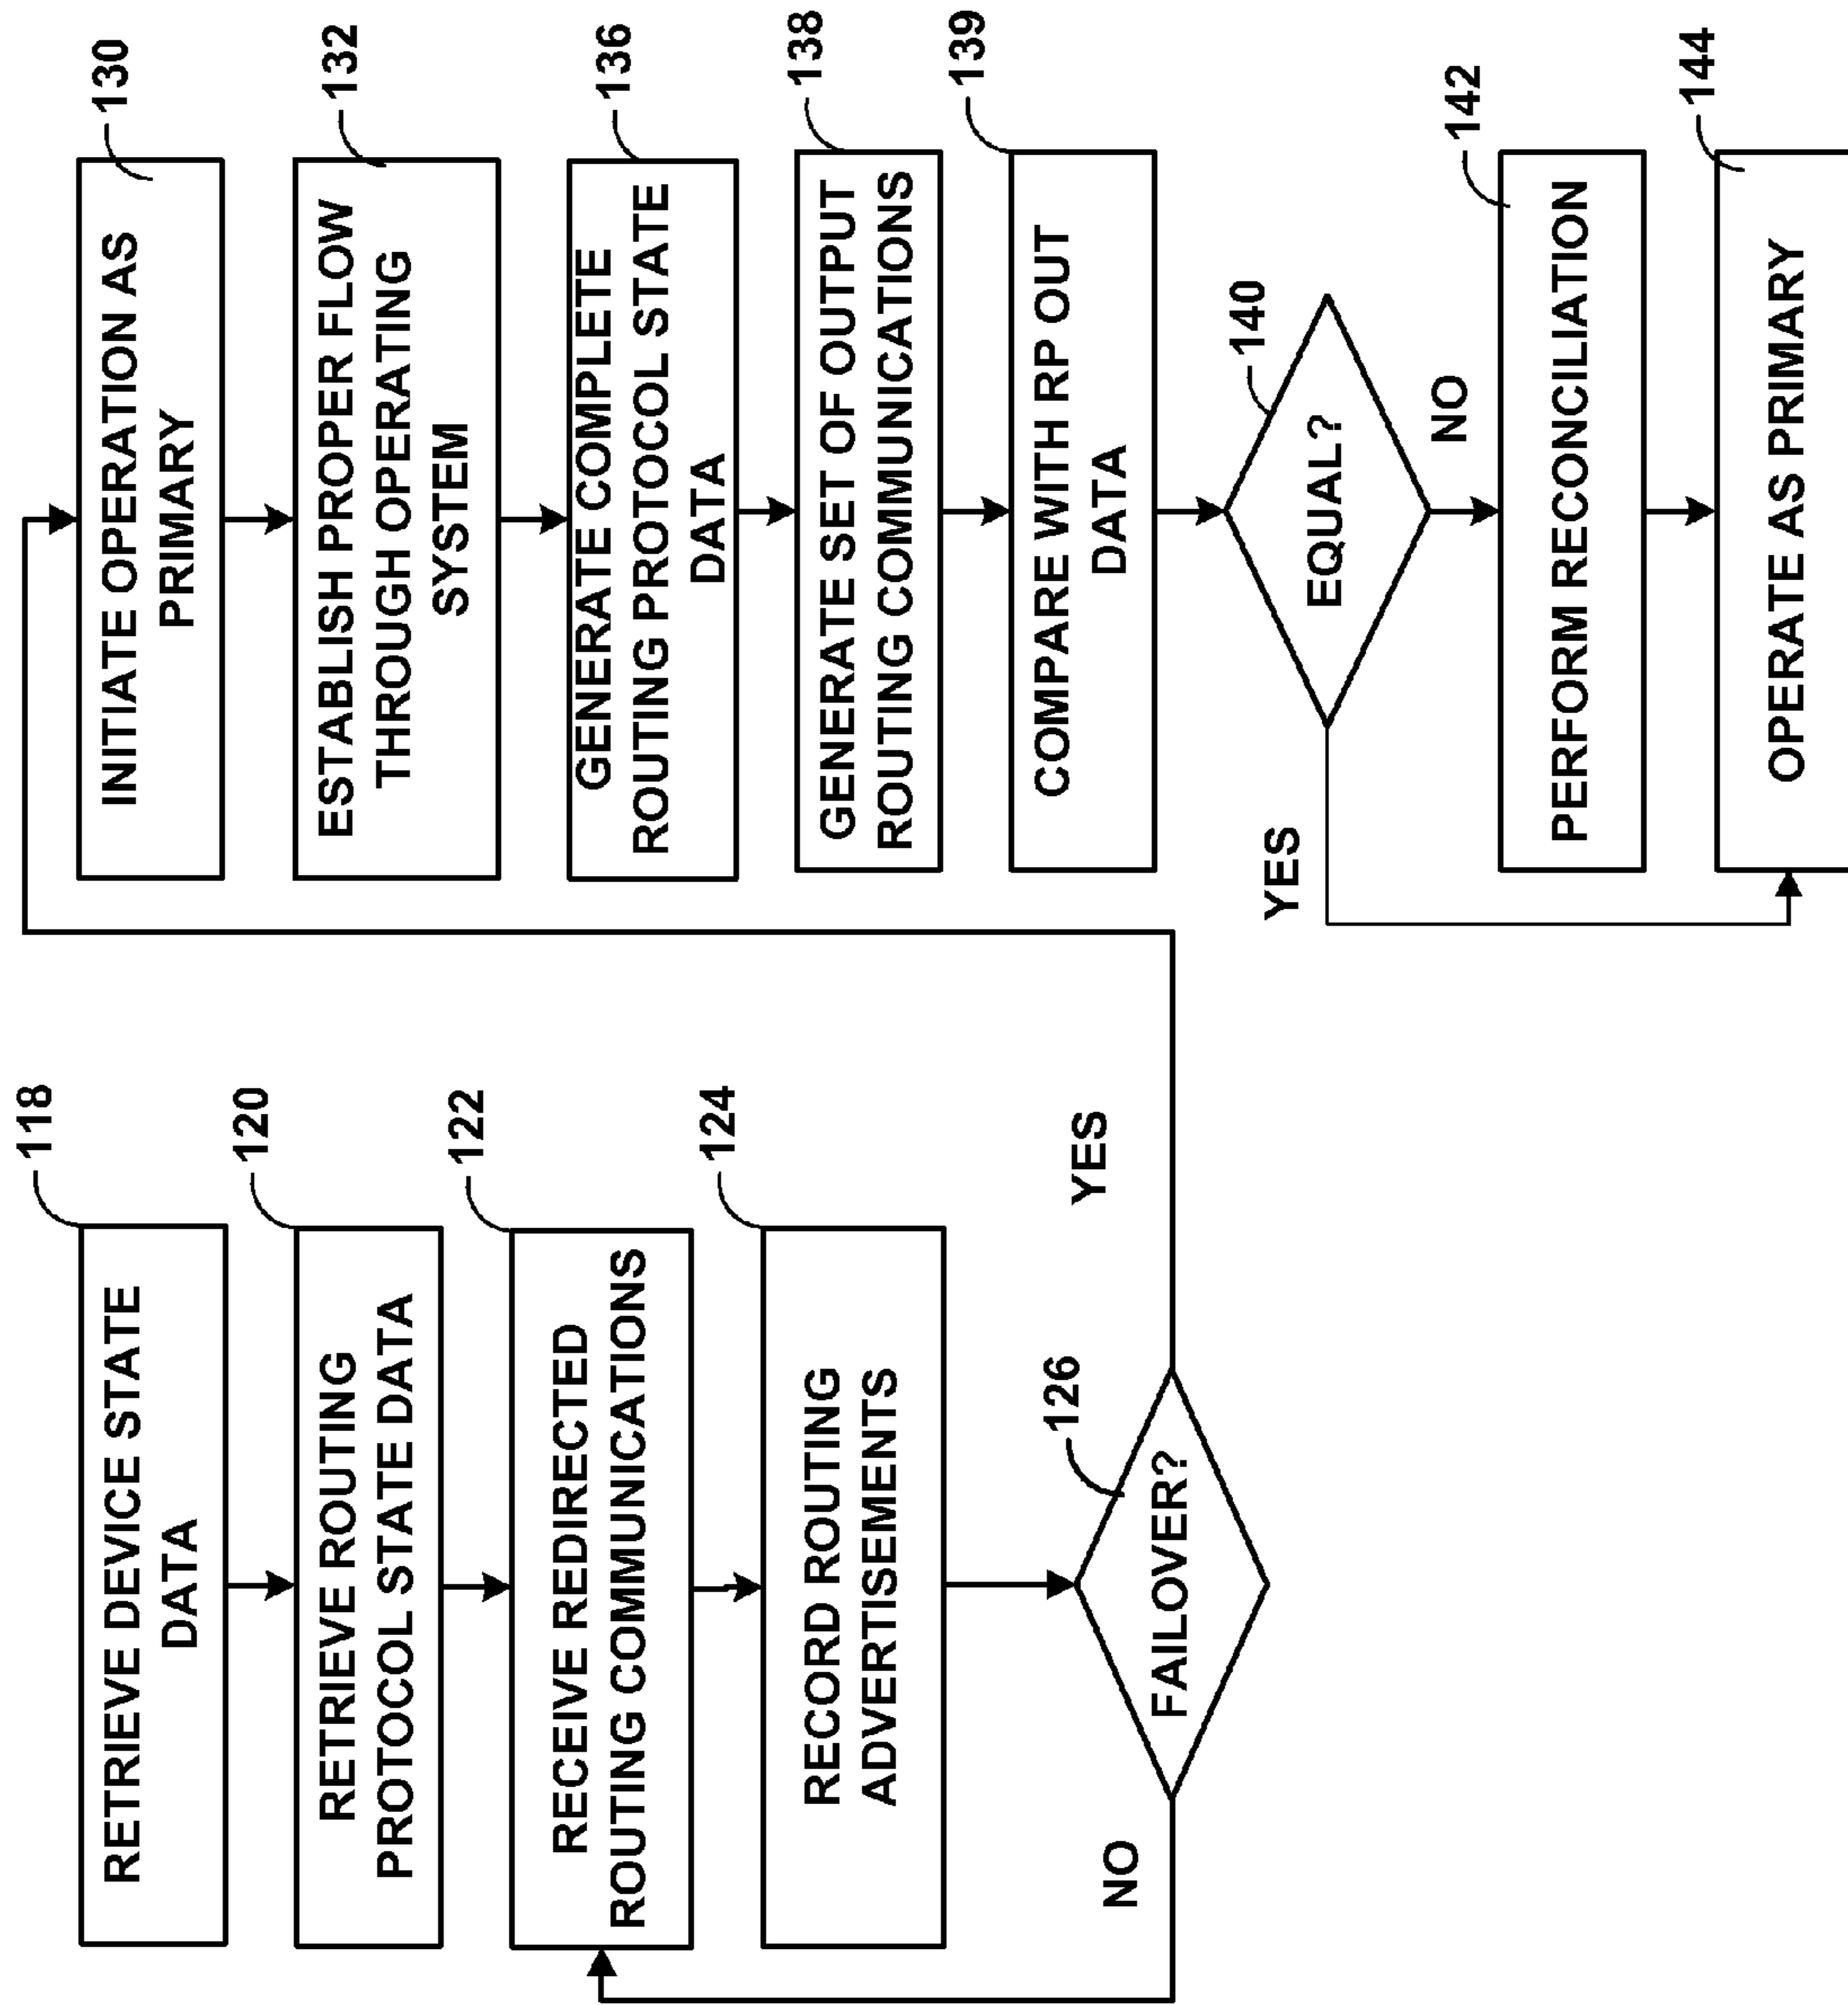 RETRIEVE DEVICE STATE
DATA
118
RETRIEVE ROUTING
PROTOCOL STATE DATA
120
RECEIVE REDIRECTED
ROUTING COMMUNICATIONS
122
RECORD ROUTING
ADVERTISEMENTS
124
FAILOVER?
126
NO
YES
INITIATE OPERATION AS
PRIMARY
130
ESTABLISH PROPER FLOW
THROUGH OPERATING
SYSTEM
132
GENERATE COMPLETE
ROUTING PROTOCOL STATE
DATA
136
GENERATE SET OF OUTPUT
ROUTING COMMUNICATIONS
138
COMPARE WITH RP OUT
DATA
139
EQUAL?
140
YES
NO
PERFORM RECONCILIATION
142
OPERATE AS PRIMARY
144